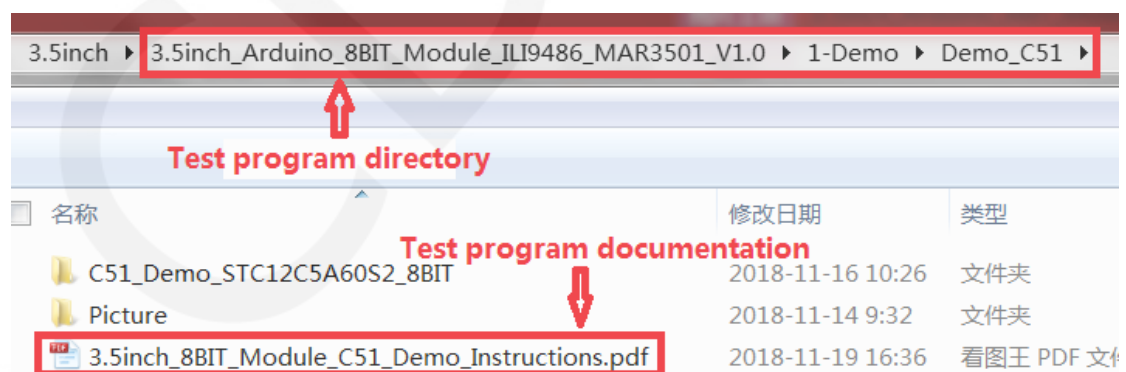 3.5inch ▸ 3.5inch_Arduino_8BIT_Module_ILI9486_MAR3501_V1.0 ▸ 1-Demo ▸ Demo_C51 ▸
Test program directory
名称 修改日期 类型
Test program documentation
C51_Demo_STC12C5A60S2_8BIT 2018-11-16 10:26 文件夹
Picture 2018-11-14 9:32 文件夹
3.5inch_8BIT_Module_C51_Demo_Instructions.pdf 2018-11-19 16:36 看图王 PDF 文件